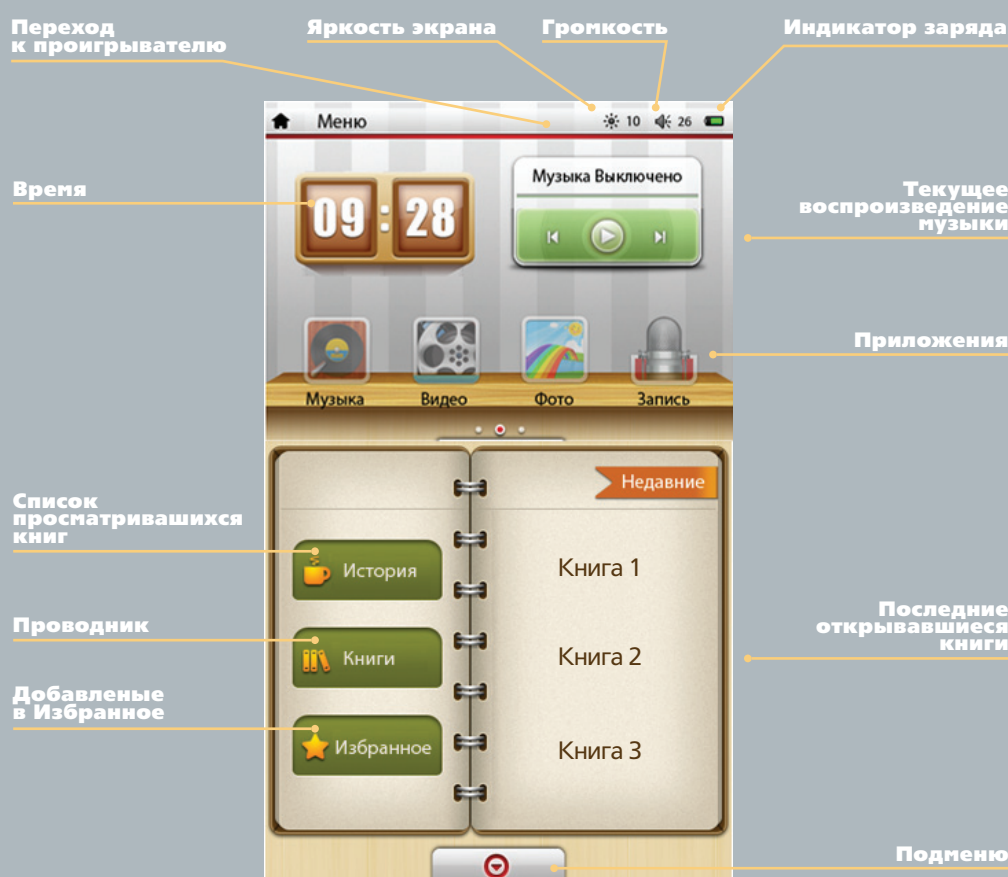 Переход
к проигрывателю
Яркость экрана
Громкость
Индикатор заряда
Меню
10
26
Время
09:28
Музыка Выключено
Текущее
воспроизведение
музыки
Приложения
Музыка
Видео
Фото
Запись
Недавние
Список
просматривавшихся
книг
История
Книга 1
Последние
открывавшиеся
книги
Проводник
Книги
Книга 2
Добавленые
в Избранное
Избранное
Книга 3
Подменю